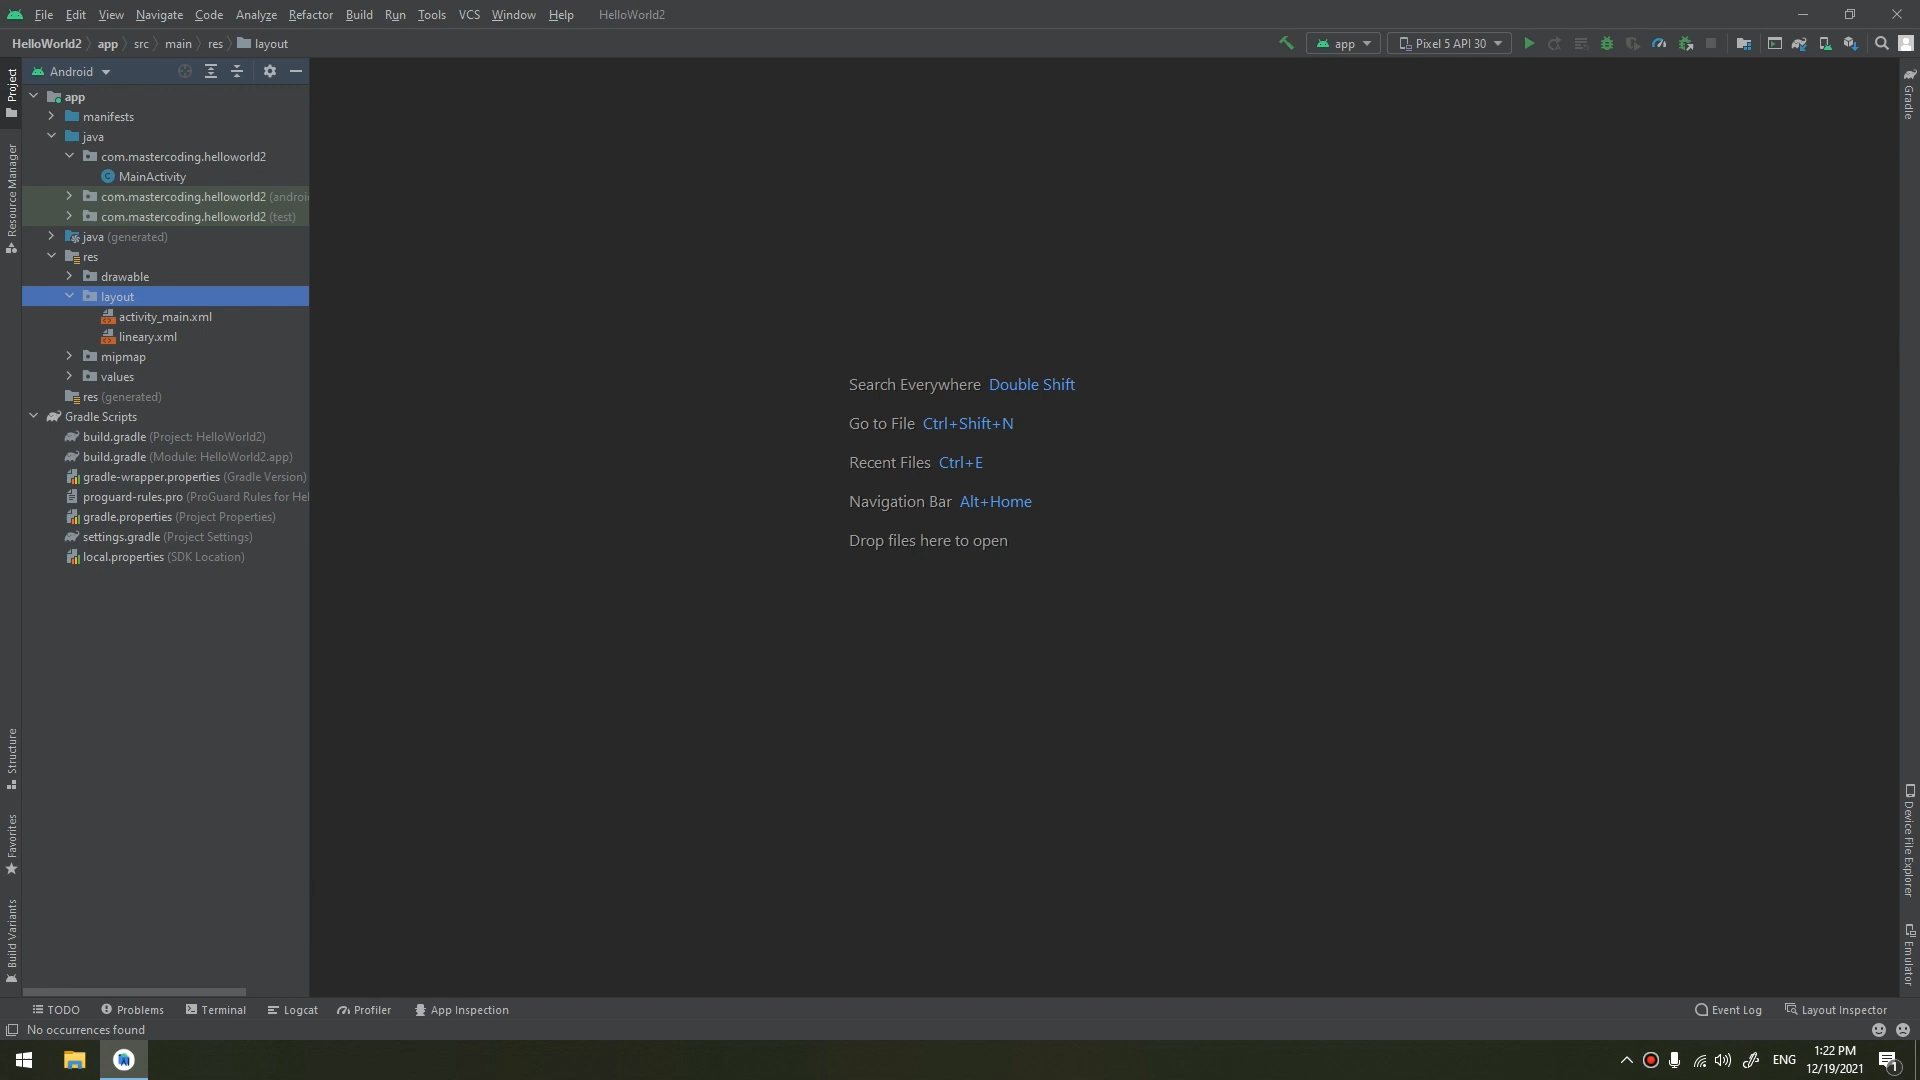 File Edit View Navigate Code Analyze Refactor Build Run Tools VCS Window Help HelloWorld2
HelloWorld2 app src main res layout
app
Pixel 5 API 30
Android
Project
app
manifests
java
com.mastercoding.helloworld2
MainActivity
com.mastercoding.helloworld2 (androi
com.mastercoding.helloworld2 (test)
java (generated)
res
drawable
layout
activity_main.xml
lineary.xml
mipmap
values
res (generated)
Gradle Scripts
build.gradle (Project: HelloWorld2)
build.gradle (Module: HelloWorld2.app)
gradle-wrapper.properties (Gradle Version)
proguard-rules.pro (ProGuard Rules for Hel
gradle.properties (Project Properties)
settings.gradle (Project Settings)
local.properties (SDK Location)
Resource Manager
Structure
Favorites
Build Variants
Search Everywhere Double Shift
Go to File Ctrl+Shift+N
Recent Files Ctrl+E
Navigation Bar Alt+Home
Drop files here to open
Gradle
Device File Explorer
Emulator
TODO Problems Terminal Logcat Profiler App Inspection Event Log Layout Inspector
No occurrences found
ENG
1:22 PM
12/19/2021
1